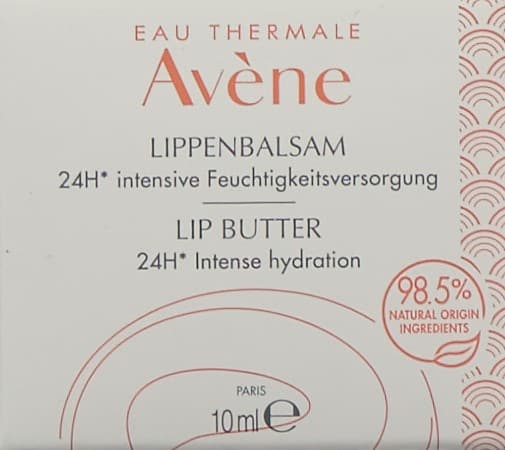 EAU THERMALE
Avène
LIPPENBALSAM
24H* intensive Feuchtigkeitsversorgung
LIP BUTTER
24H* Intense hydration
98.5%
NATURAL ORIGIN
INGREDIENTS
PARIS
10 ml ℮